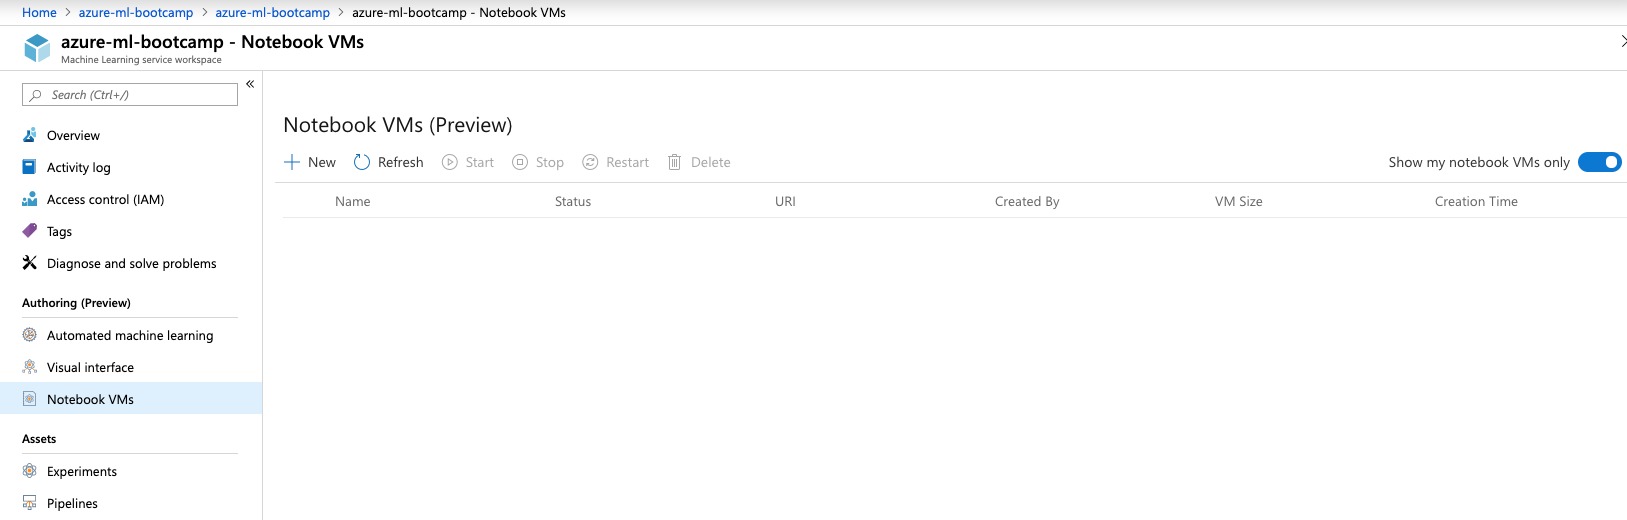 Home > azure-ml-bootcamp > azure-ml-bootcamp > azure-ml-bootcamp - Notebook VMs
azure-ml-bootcamp - Notebook VMs
Machine Learning service workspace
Search (Ctrl+/)
«
Overview
Activity log
Access control (IAM)
Tags
Diagnose and solve problems
Authoring (Preview)
Automated machine learning
Visual interface
Notebook VMs
Assets
Experiments
Pipelines
Notebook VMs (Preview)
New Refresh Start Stop Restart Delete Show my notebook VMs only
Name Status URI Created By VM Size Creation Time